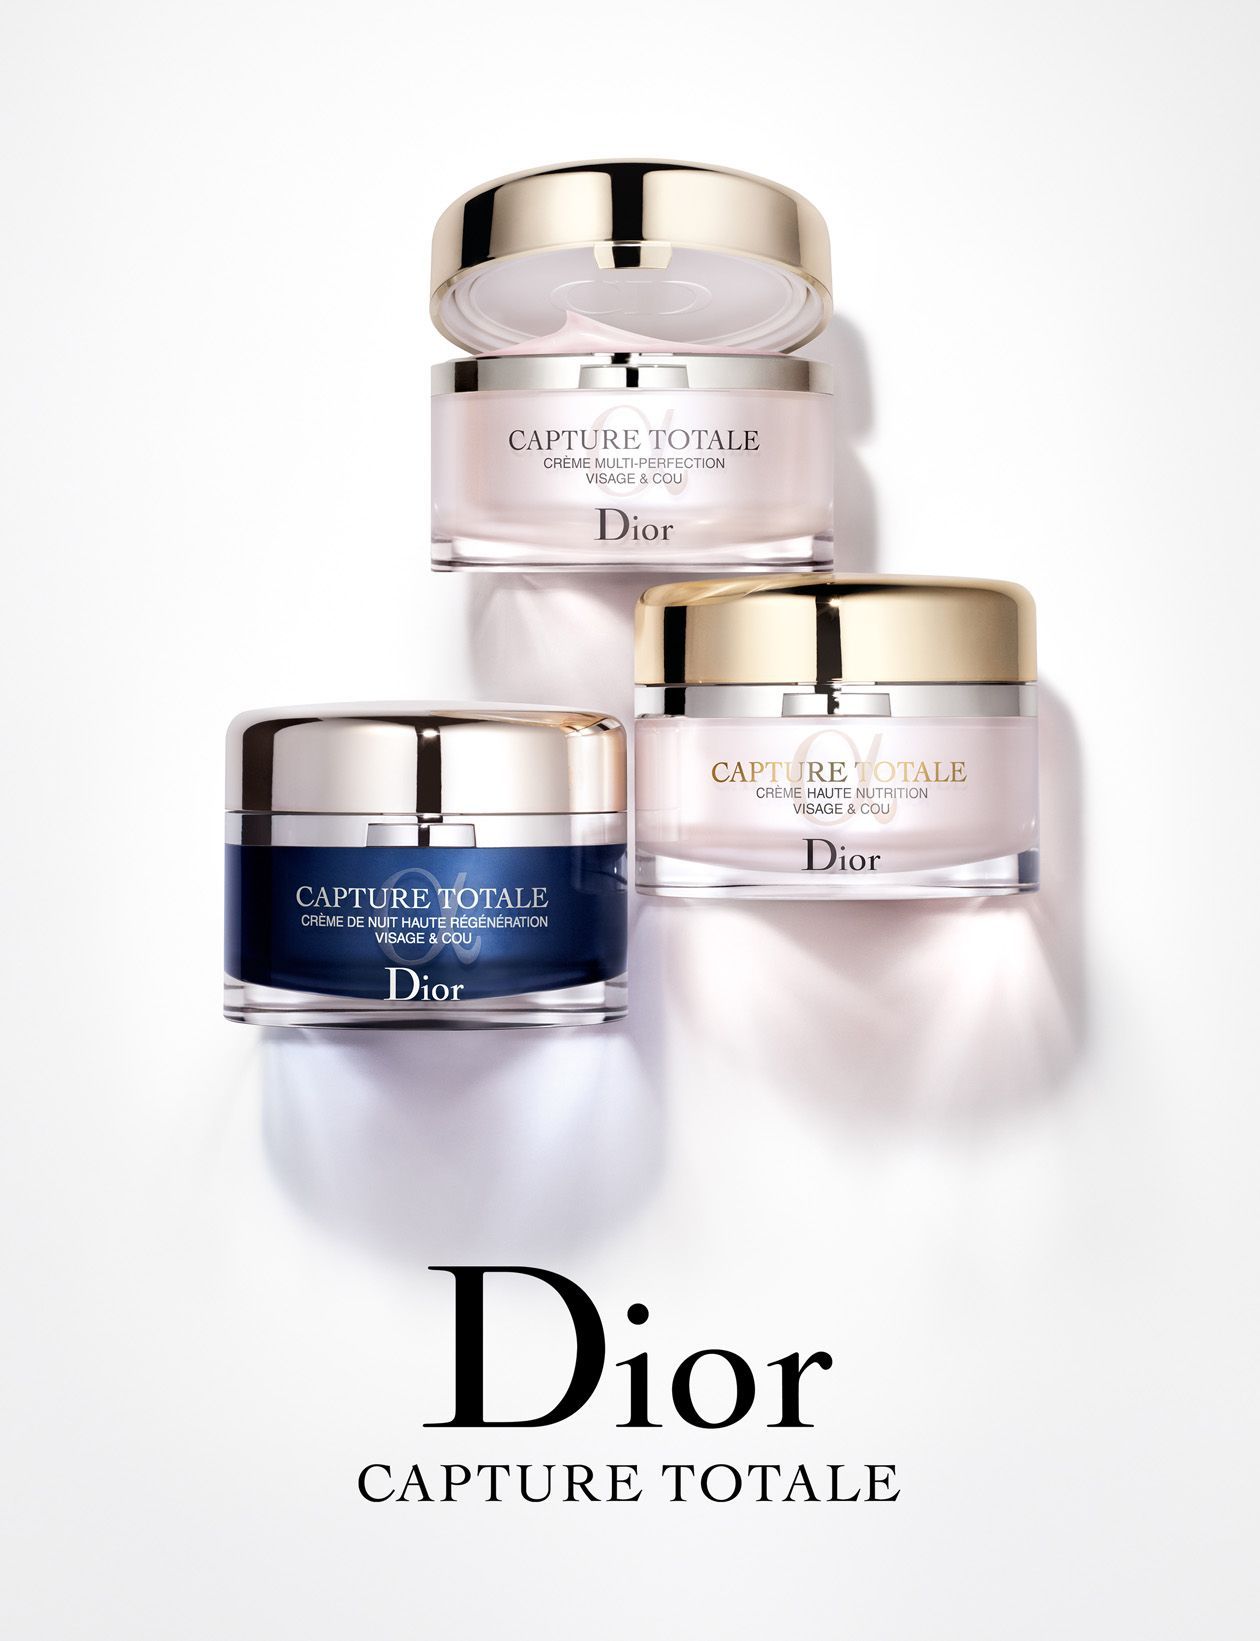 CAPTURE TOTALE
CRÈME MULTI-PERFECTION
VISAGE & COU
Dior
CAPTURE TOTALE
CRÈME HAUTE NUTRITION
VISAGE & COU
Dior
CAPTURE TOTALE
CRÈME DE NUIT HAUTE RÉGÉNÉRATION
VISAGE & COU
Dior
Dior
CAPTURE TOTALE